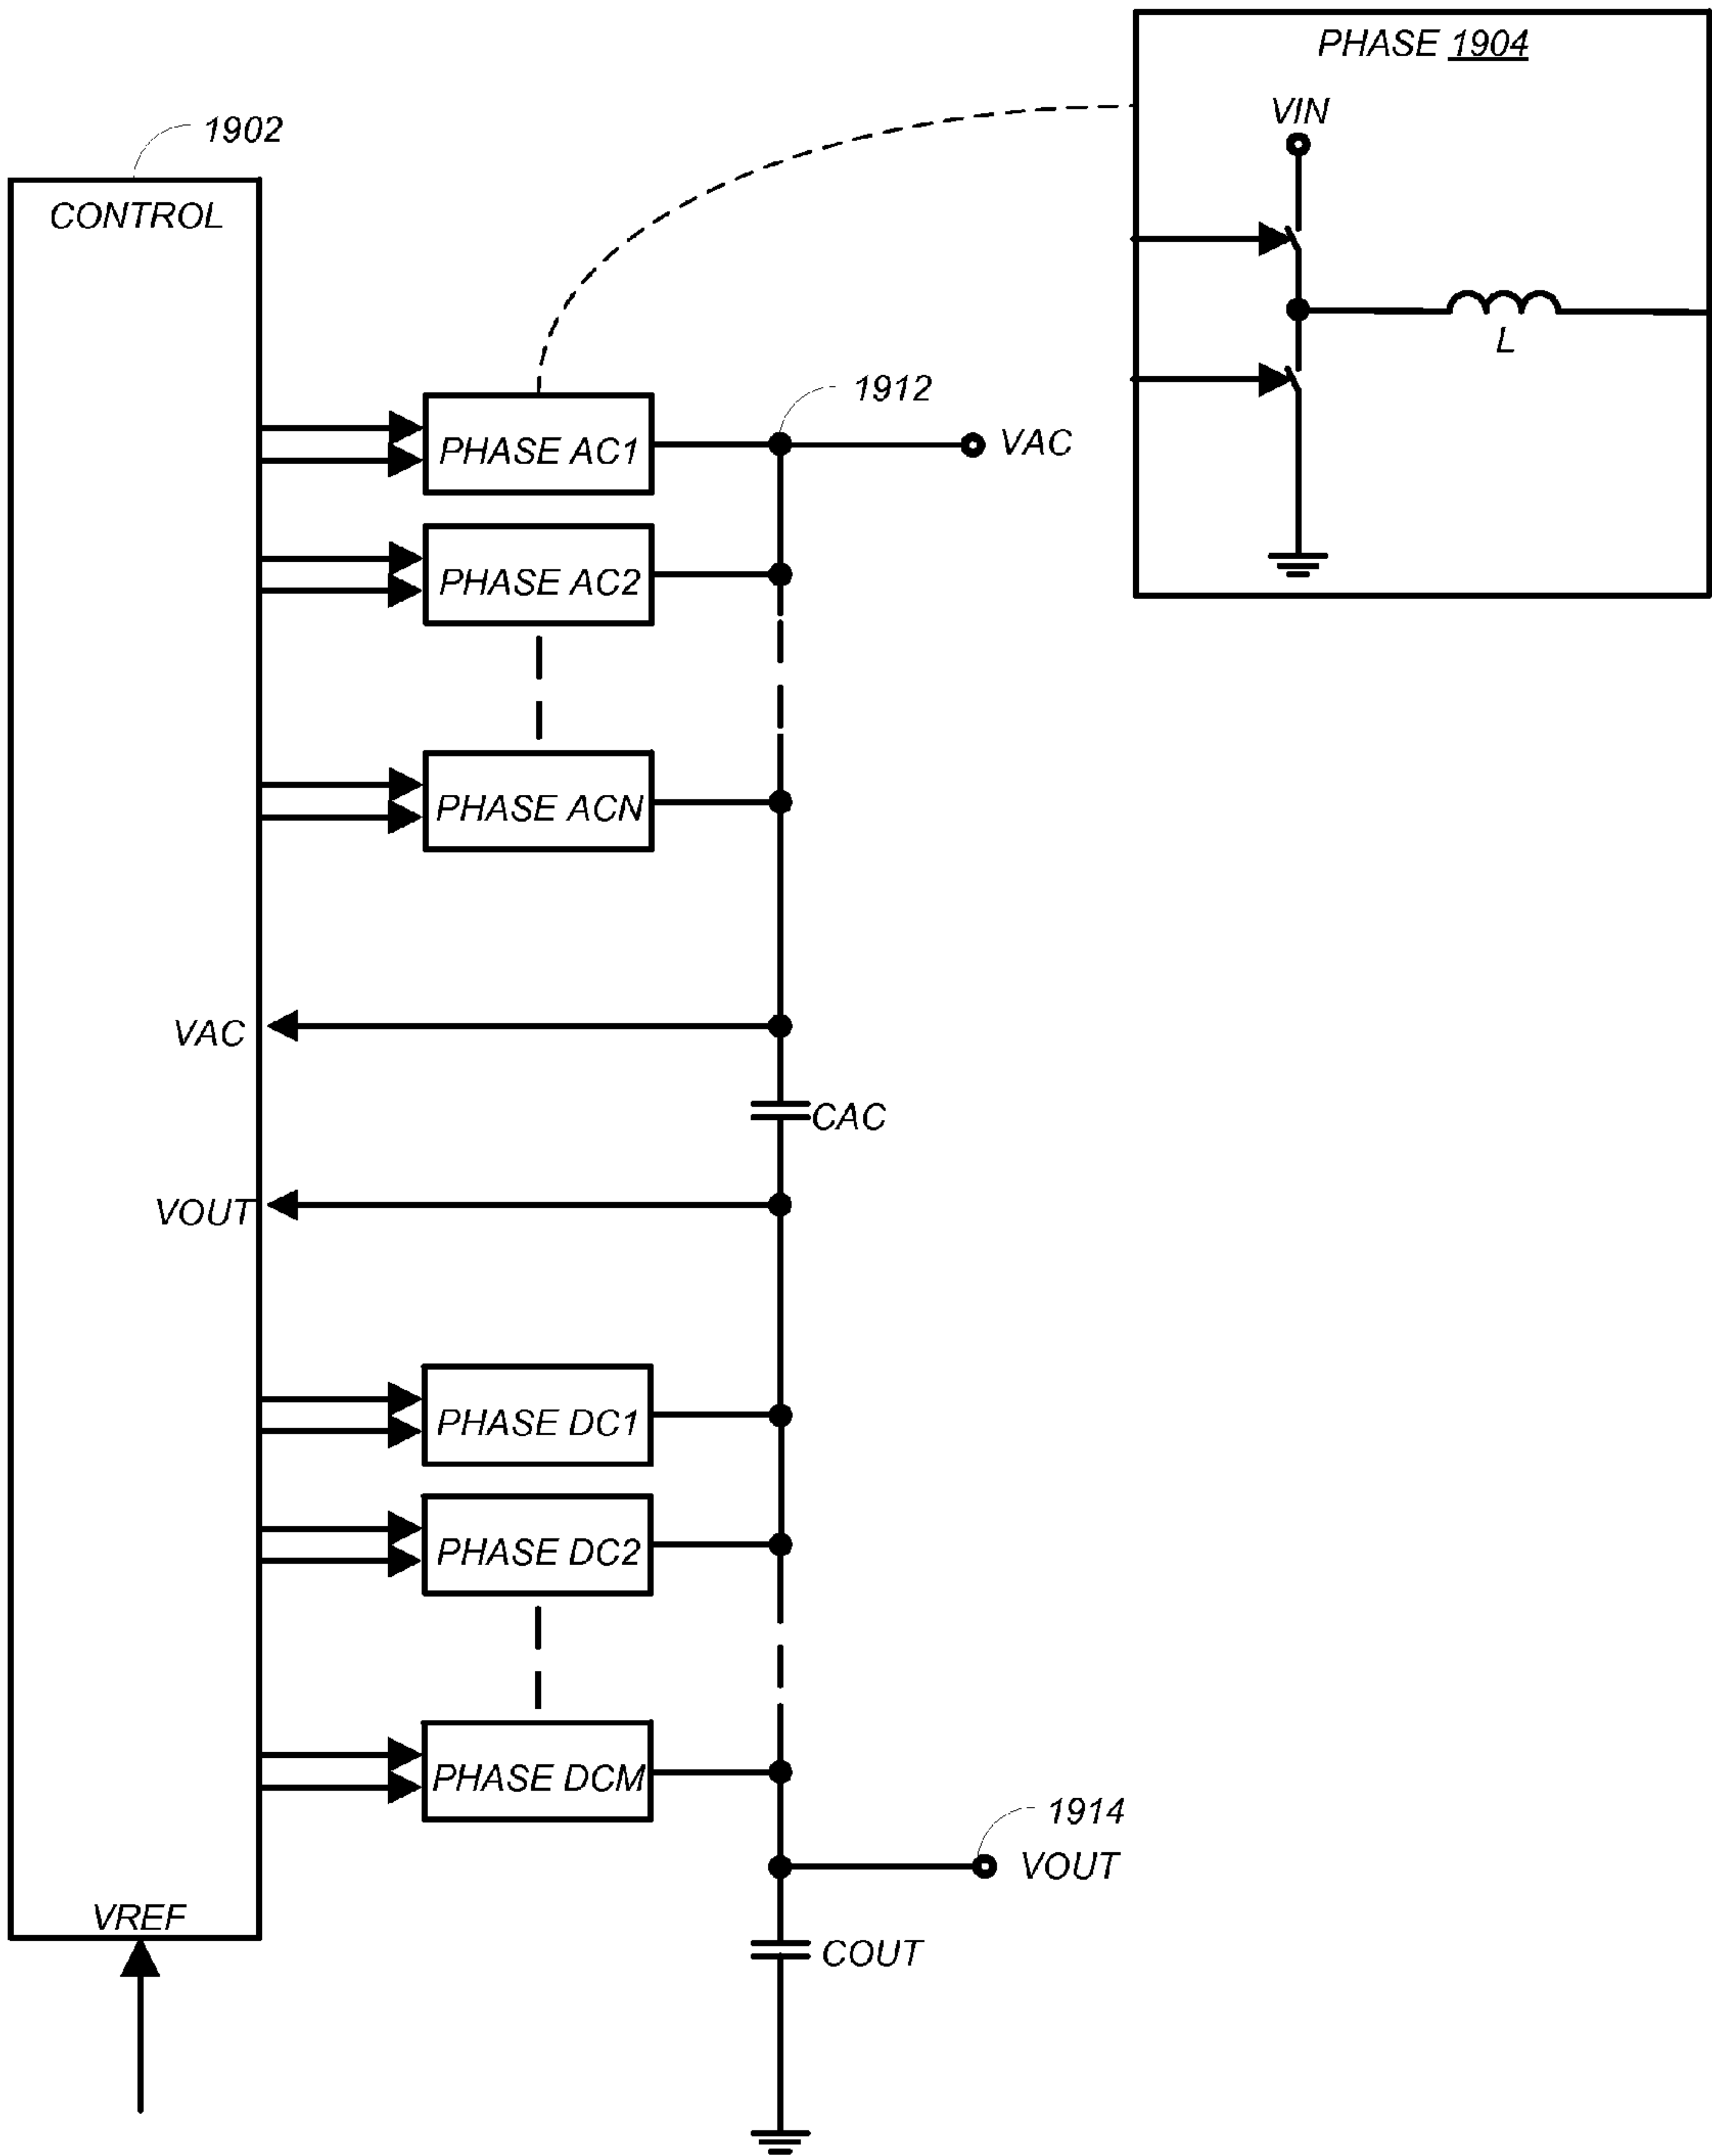 PHASE 1904
VIN
L
1902
CONTROL
1912
PHASE AC1
VAC
PHASE AC2
PHASE ACN
VAC
CAC
VOUT
PHASE DC1
PHASE DC2
PHASE DCM
1914
VOUT
VREF
COUT